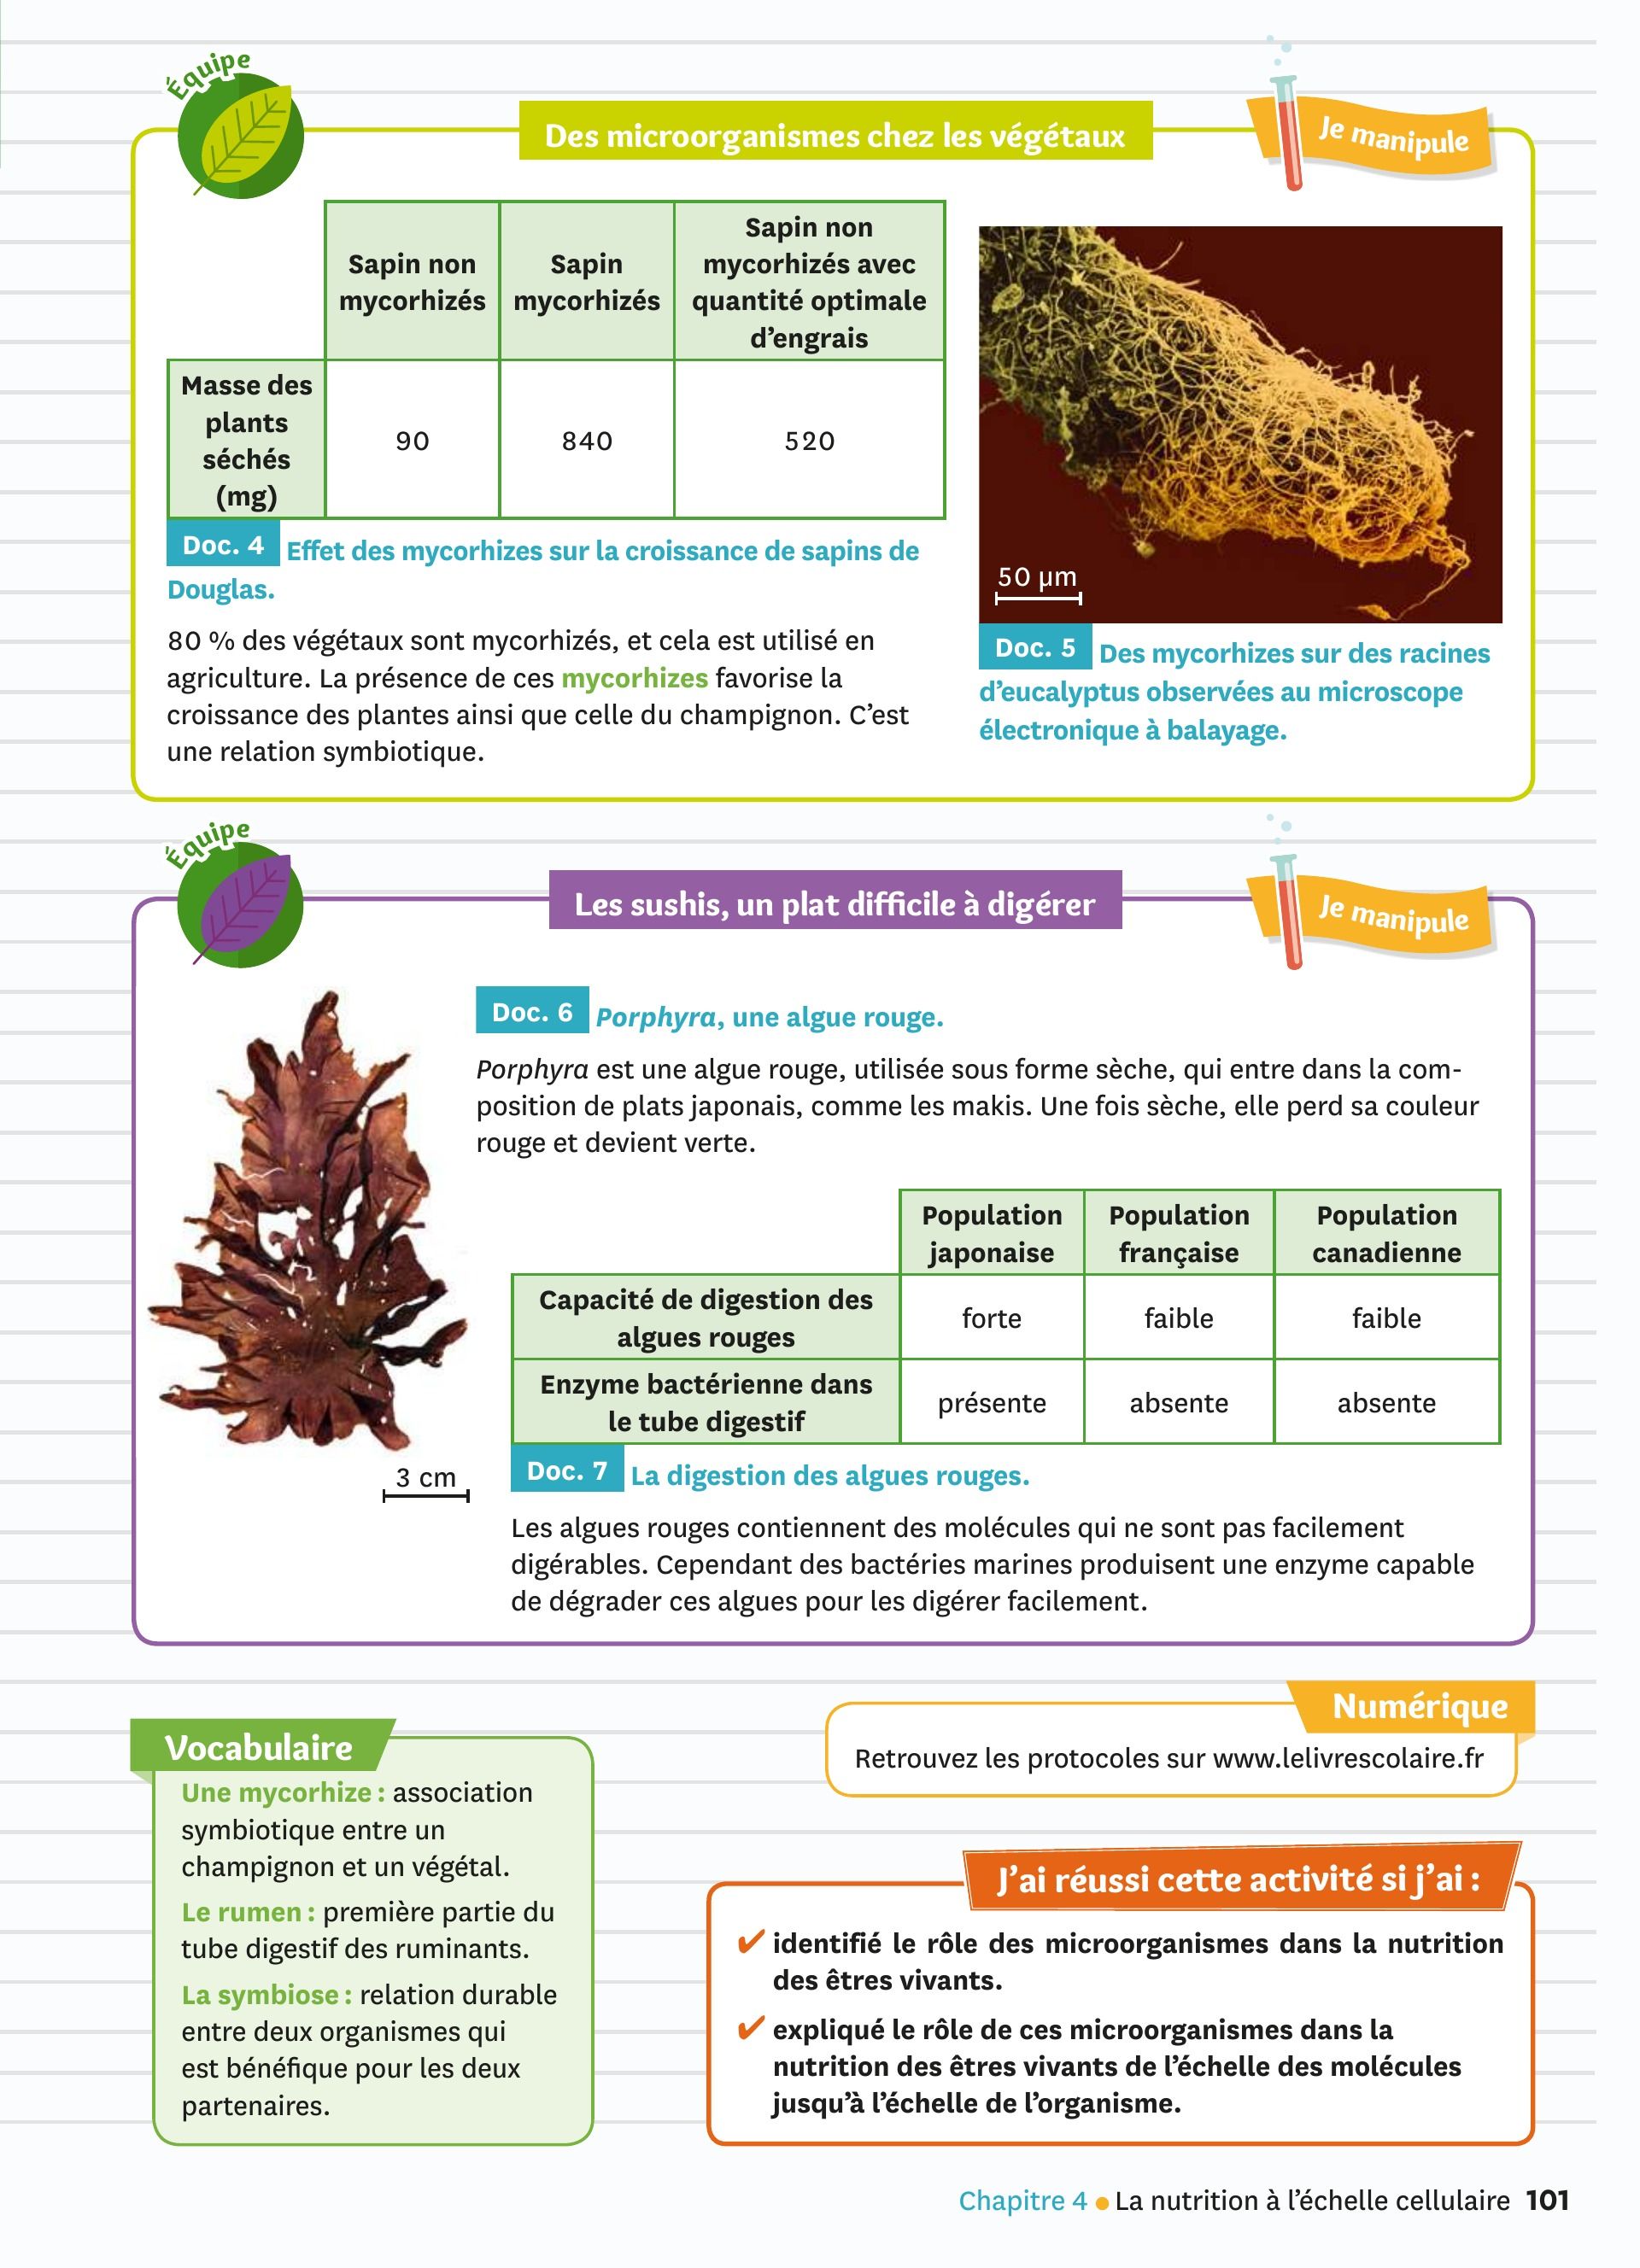 Équipe
Des microorganismes chez les végétaux
Je manipule
Sapin non
mycorhizés
Sapin
mycorhizés
Sapin non
mycorhizés avec
quantité optimale
d’engrais
Masse des
plants
séchés
(mg)
90
840
520
Doc. 4 Effet des mycorhizes sur la croissance de sapins de
Douglas.
80 % des végétaux sont mycorhizés, et cela est utilisé en
agriculture. La présence de ces mycorhizes favorise la
croissance des plantes ainsi que celle du champignon. C’est
une relation symbiotique.
50 µm
Doc. 5 Des mycorhizes sur des racines
d’eucalyptus observées au microscope
électronique à balayage.
Équipe
Les sushis, un plat difficile à digérer
Je manipule
Doc. 6 Porphyra, une algue rouge.
Porphyra est une algue rouge, utilisée sous forme sèche, qui entre dans la com-
position de plats japonais, comme les makis. Une fois sèche, elle perd sa couleur
rouge et devient verte.
3 cm
Population
japonaise
Population
française
Population
canadienne
Capacité de digestion des
algues rouges
forte
faible
faible
Enzyme bactérienne dans
le tube digestif
présente
absente
absente
Doc. 7 La digestion des algues rouges.
Les algues rouges contiennent des molécules qui ne sont pas facilement
digérables. Cependant des bactéries marines produisent une enzyme capable
de dégrader ces algues pour les digérer facilement.
Vocabulaire
Une mycorhize : association
symbiotique entre un
champignon et un végétal.
Le rumen : première partie du
tube digestif des ruminants.
La symbiose : relation durable
entre deux organismes qui
est bénéfique pour les deux
partenaires.
Numérique
Retrouvez les protocoles sur www.lelivrescolaire.fr
J’ai réussi cette activité si j’ai :
✔ identifié le rôle des microorganismes dans la nutrition
des êtres vivants.
✔ expliqué le rôle de ces microorganismes dans la
nutrition des êtres vivants de l’échelle des molécules
jusqu’à l’échelle de l’organisme.
Chapitre 4 • La nutrition à l’échelle cellulaire 101